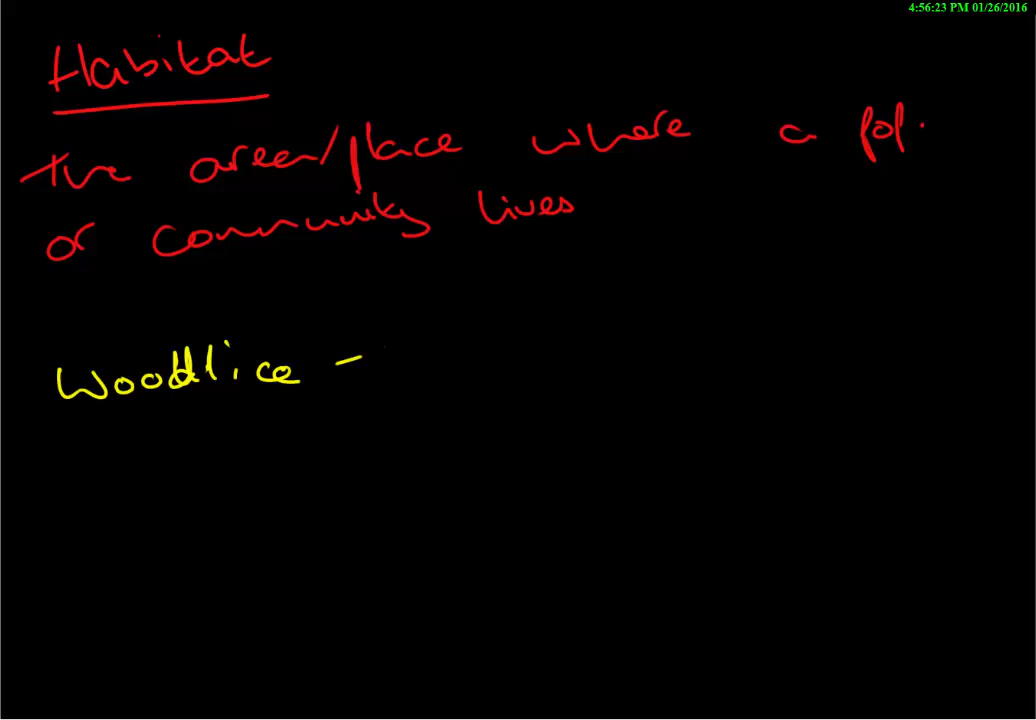 4:56:23 PM 01/26/2016
Habitat
the area/place where a pop.
or community lives
Woodlice -